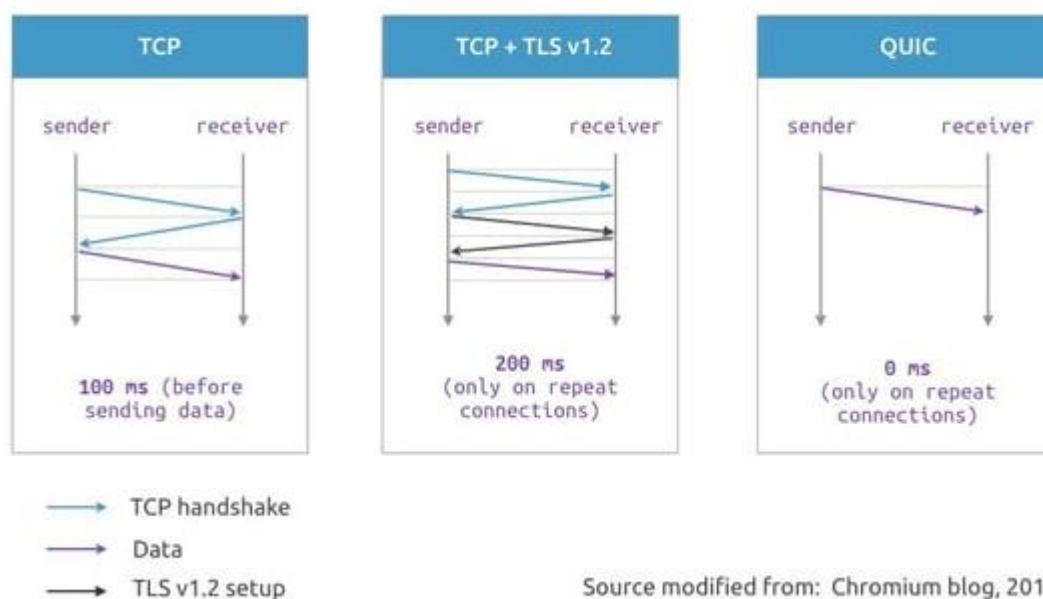 TCP
TCP + TLS v1.2
QUIC
sender receiver
sender receiver
sender receiver
100 ms (before
sending data)
200 ms
(only on repeat
connections)
0 ms
(only on repeat
connections)
TCP handshake
Data
TLS v1.2 setup
Source modified from: Chromium blog, 201